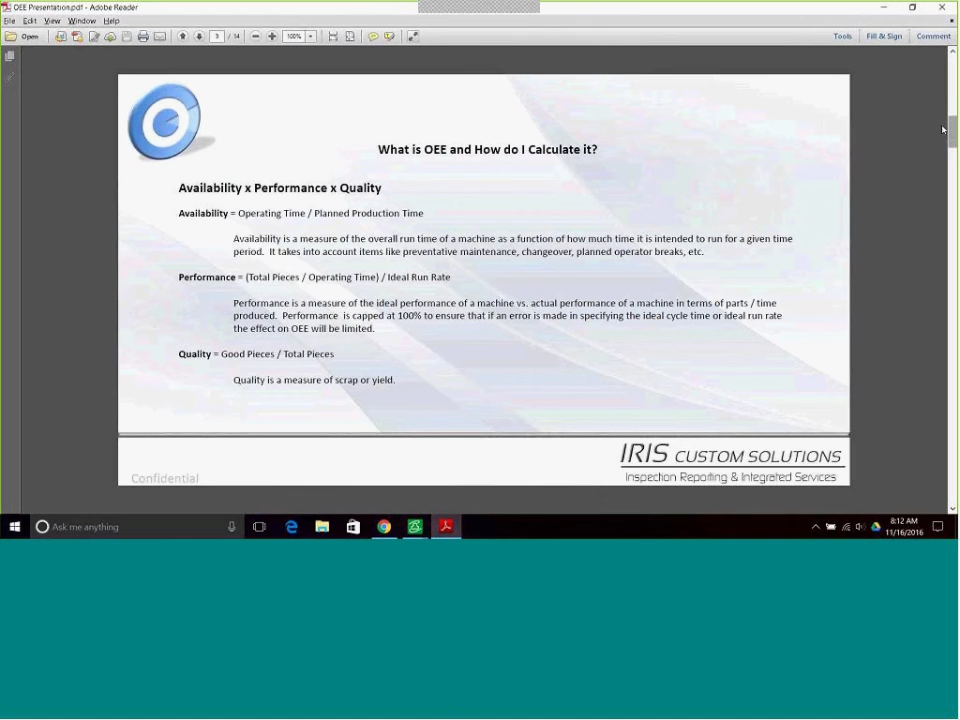 OEE Presentation.pdf - Adobe Reader
File Edit View Window Help
Open 3 / 14 100% Tools Fill & Sign Comment
What is OEE and How do I Calculate it?
Availability x Performance x Quality
Availability = Operating Time / Planned Production Time
Availability is a measure of the overall run time of a machine as a function of how much time it is intended to run for a given time
period. It takes into account items like preventative maintenance, changeover, planned operator breaks, etc.
Performance = (Total Pieces / Operating Time) / Ideal Run Rate
Performance is a measure of the ideal performance of a machine vs. actual performance of a machine in terms of parts / time
produced. Performance is capped at 100% to ensure that if an error is made in specifying the ideal cycle time or ideal run rate
the effect on OEE will be limited.
Quality = Good Pieces / Total Pieces
Quality is a measure of scrap or yield.
IRIS CUSTOM SOLUTIONS
Inspection Reporting & Integrated Services
Confidential
Ask me anything
8:12 AM
11/16/2016